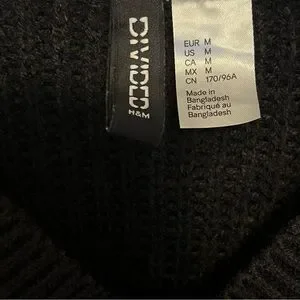 DIVIDED
H&M
EUR M
US M
CA M
MX M
CN 170/96A
Made in
Bangladesh
Fabriqué au
Bangladesh